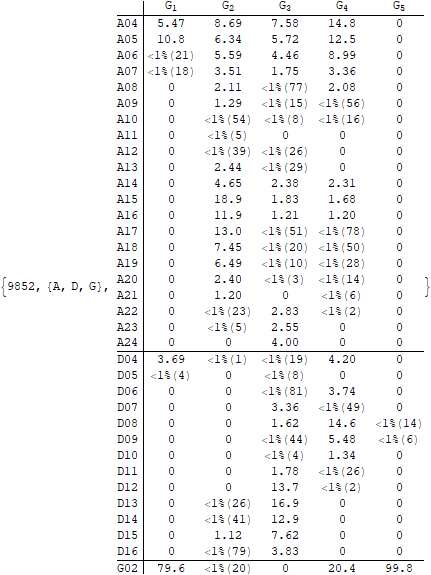 G1 G2 G3 G4 G5
A04 5.47 8.69 7.58 14.8 0
A05 10.8 6.34 5.72 12.5 0
A06 <1%(21) 5.59 4.46 8.99 0
A07 <1%(18) 3.51 1.75 3.36 0
A08 0 2.11 <1%(77) 2.08 0
A09 0 1.29 <1%(15) <1%(56) 0
A10 0 <1%(54) <1%(8) <1%(16) 0
A11 0 <1%(5) 0 0 0
A12 0 <1%(39) <1%(26) 0 0
A13 0 2.44 <1%(29) 0 0
A14 0 4.65 2.38 2.31 0
A15 0 18.9 1.83 1.68 0
A16 0 11.9 1.21 1.20 0
A17 0 13.0 <1%(51) <1%(78) 0
A18 0 7.45 <1%(20) <1%(50) 0
A19 0 6.49 <1%(10) <1%(28) 0
A20 0 2.40 <1%(3) <1%(14) 0
{9852, {A, D, G}, A21 0 1.20 0 <1%(6) 0 }
A22 0 <1%(23) 2.83 <1%(2) 0
A23 0 <1%(5) 2.55 0 0
A24 0 0 4.00 0 0
D04 3.69 <1%(1) <1%(19) 4.20 0
D05 <1%(4) 0 <1%(8) 0 0
D06 0 0 <1%(81) 3.74 0
D07 0 0 3.36 <1%(49) 0
D08 0 0 1.62 14.6 <1%(14)
D09 0 0 <1%(44) 5.48 <1%(6)
D10 0 0 <1%(4) 1.34 0
D11 0 0 1.78 <1%(26) 0
D12 0 0 13.7 <1%(2) 0
D13 0 <1%(26) 16.9 0 0
D14 0 <1%(41) 12.9 0 0
D15 0 1.12 7.62 0 0
D16 0 <1%(79) 3.83 0 0
G02 79.6 <1%(20) 0 20.4 99.8